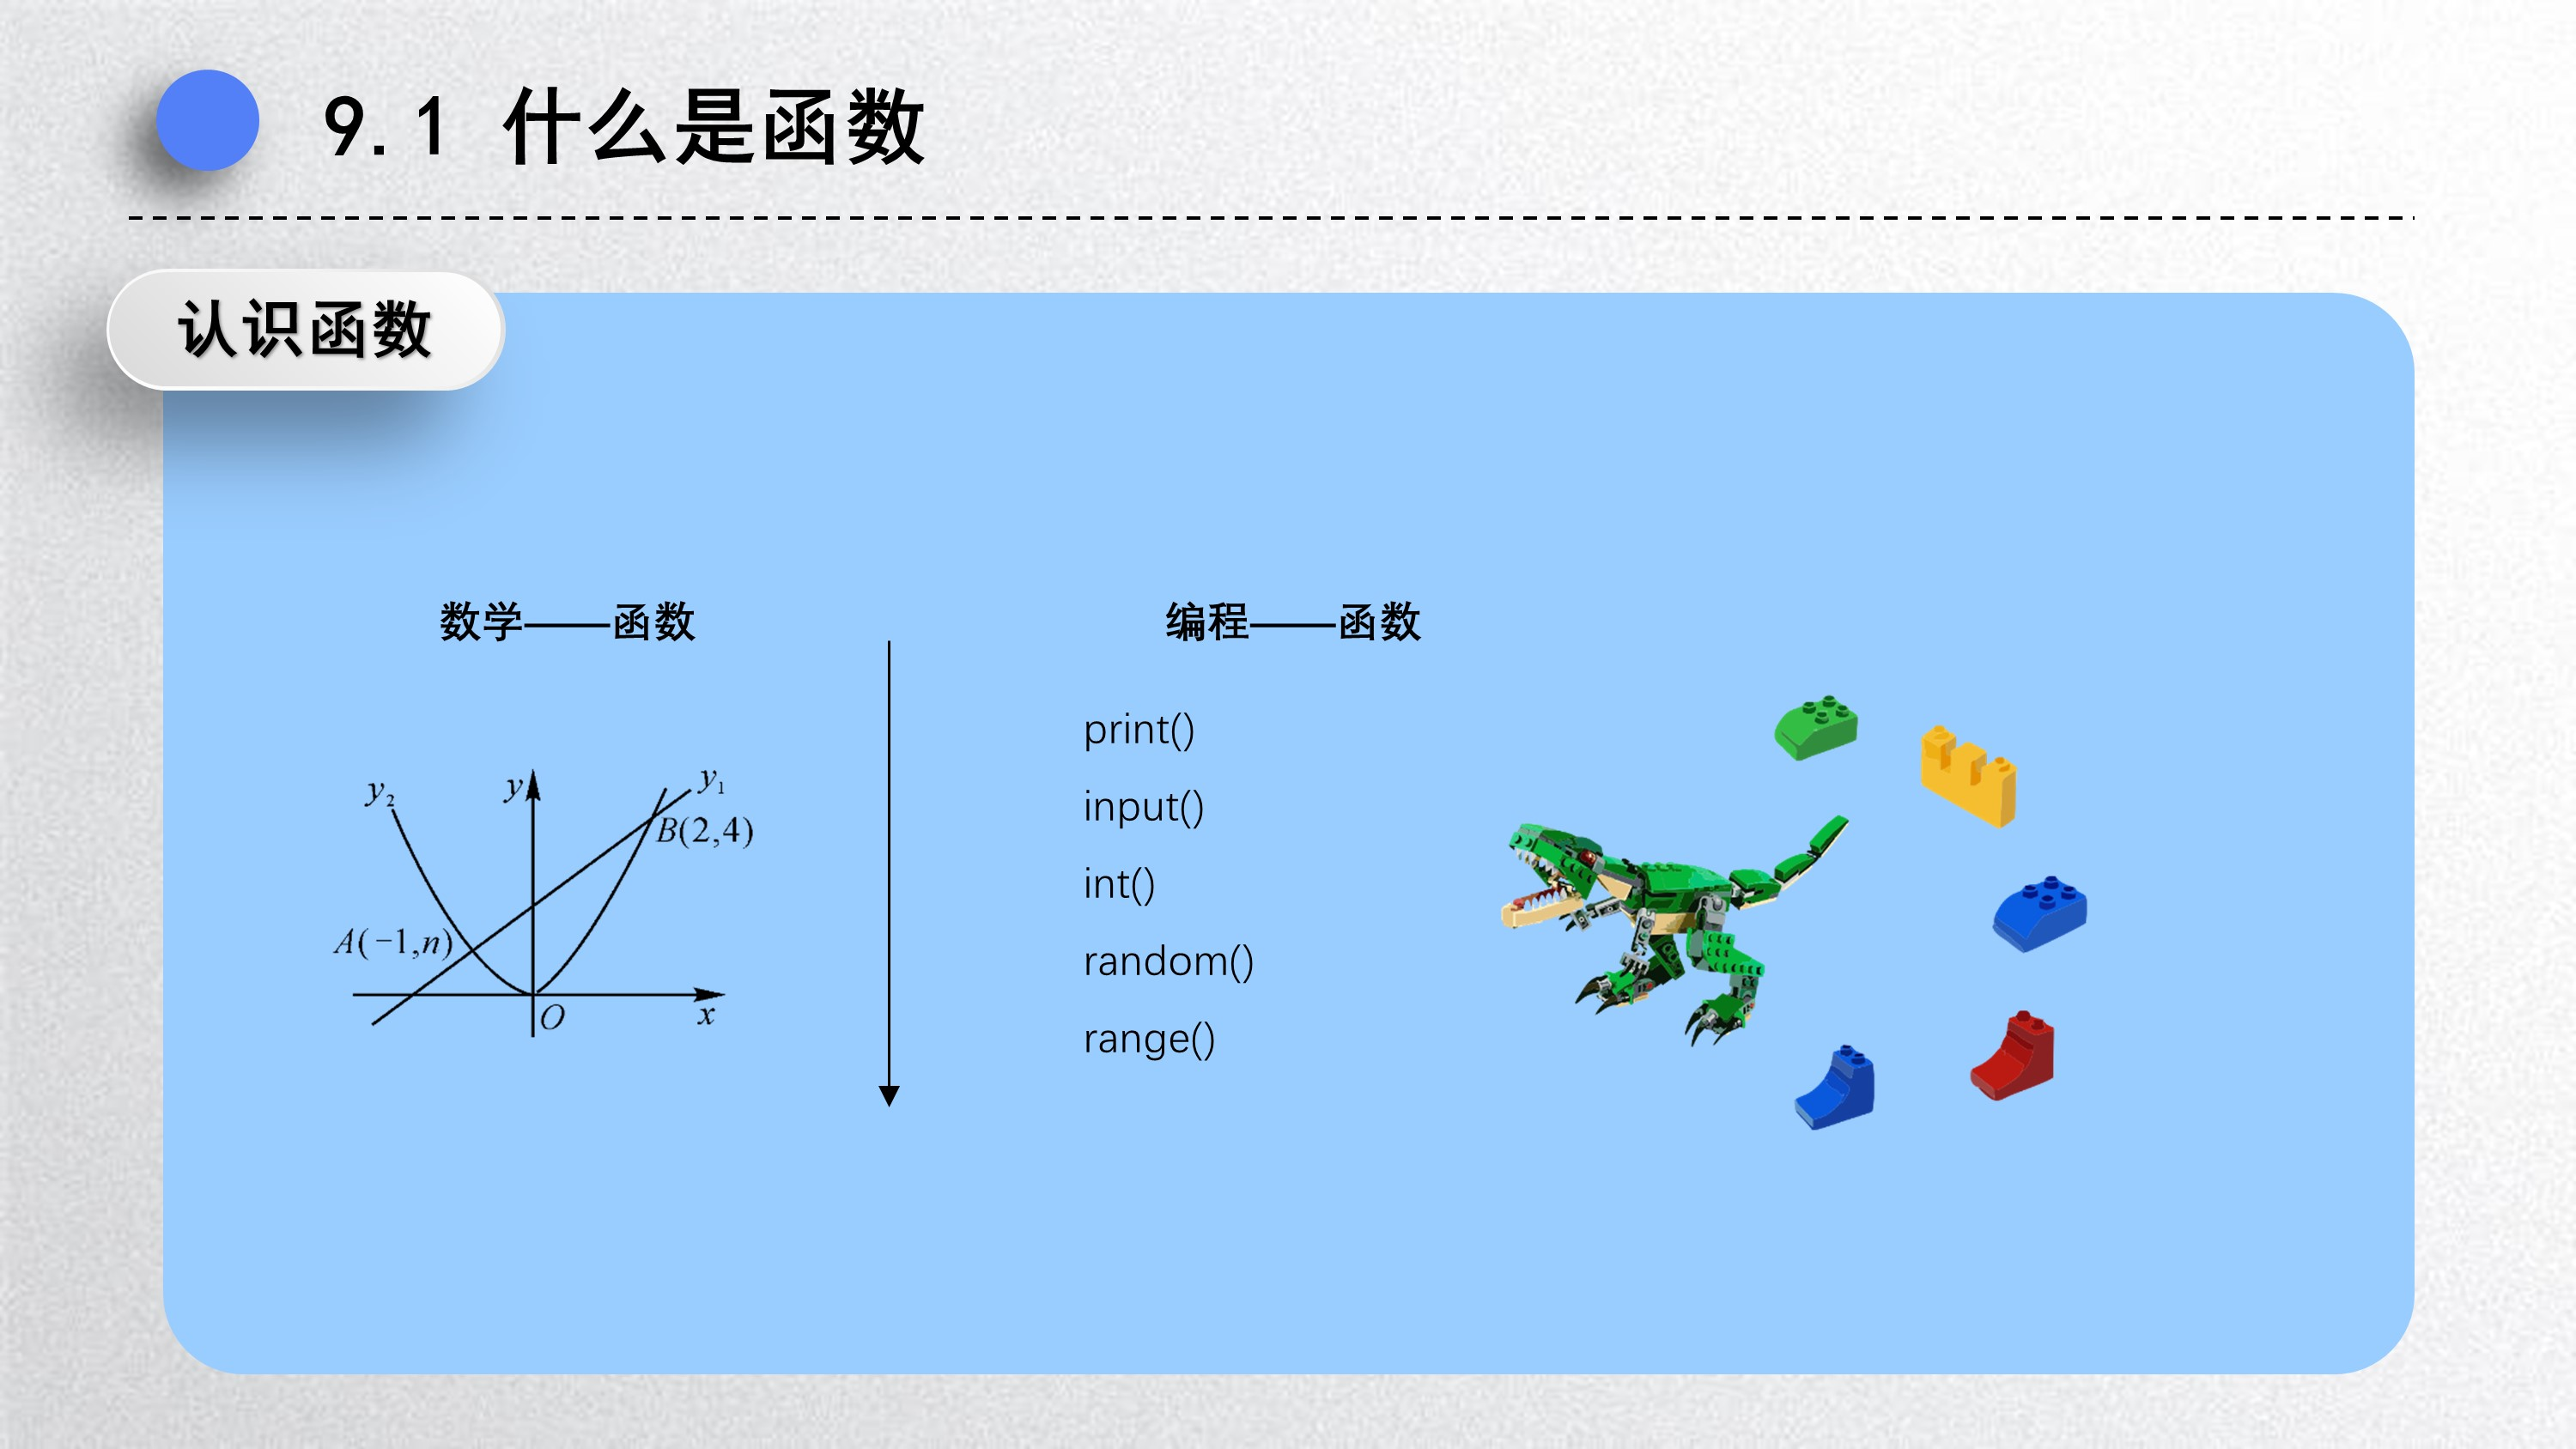 9.1 什么是函数
认识函数
数学——函数
y₂
y
y₁
B(2,4)
A(−1,n)
O
x
编程——函数
print()
input()
int()
random()
range()